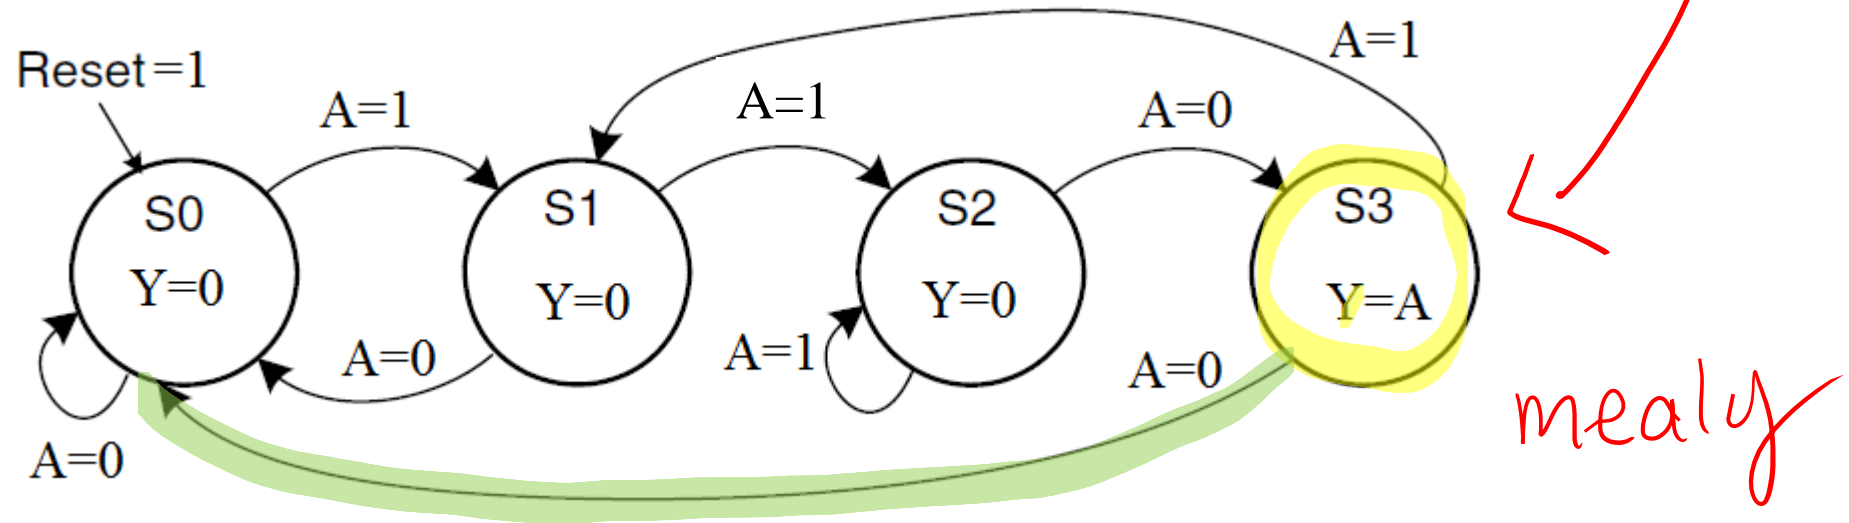 A=1
Reset=1
A=1
A=1
A=0
S0
S1
S2
S3
Y=0
Y=0
Y=0
Y=A
A=0
A=1
A=0
A=0
mealy